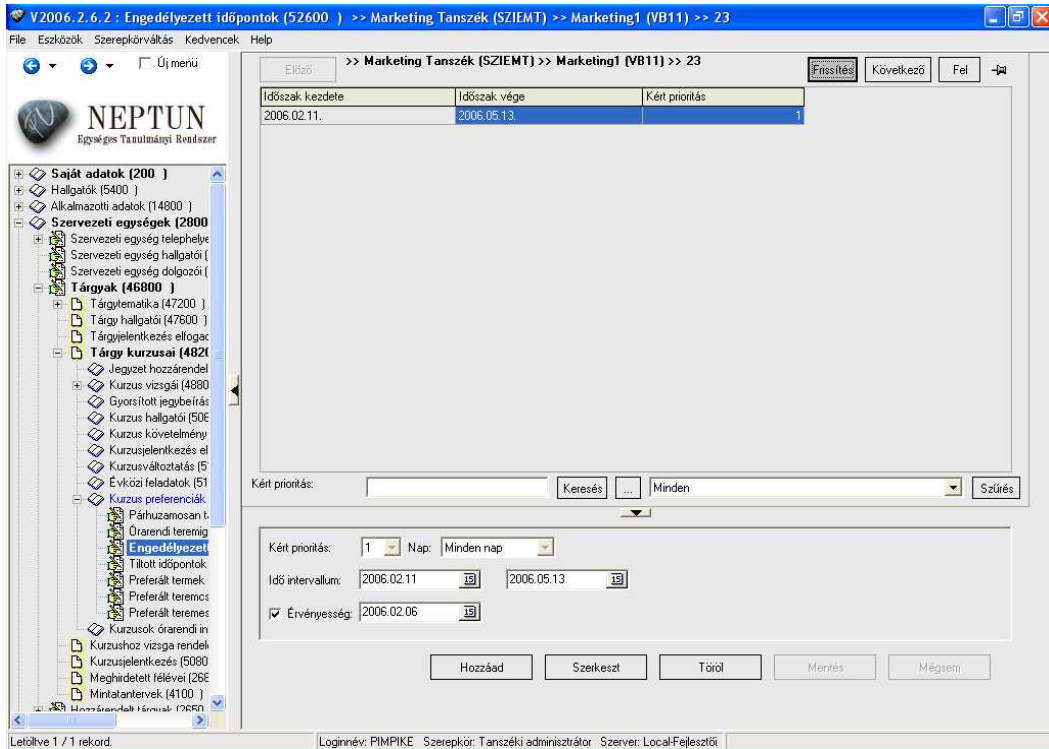 V2006.2.6.2 : Engedélyezett időpontok (52600  ) >> Marketing Tanszék (SZIEMT) >> Marketing1 (VB11) >> 23
File Eszközök Szerepkörváltás Kedvencek Help
Új menü
NEPTUN
Egységes Tanulmányi Rendszer
Saját adatok (200  )
Hallgatók (5400  )
Alkalmazotti adatok (14800  )
Szervezeti egységek (2800
Szervezeti egység telephelye
Szervezeti egység hallgatói (
Szervezeti egység dolgozói (
Tárgyak (46800  )
Tárgytematika (47200  )
Tárgy hallgatói (47600  )
Tárgyjelentkezés elfogad
Tárgy kurzusai (4820
Jegyzet hozzárendel
Kurzus vizsgái (4880
Gyorsított jegybeírás
Kurzus hallgatói (506
Kurzus követelmény
Kurzusjelentkezés el
Kurzusváltoztatás (5
Évközi feladatok (51
Kurzus preferenciák
Párhuzamosan t
Órarendi teremig
Engedélyezett
Tiltott időpontok
Preferált termek
Preferált teremcs
Preferált teremes
Kurzusok órarendi in
Kurzushoz vizsga rendel
Kurzusjelentkezés (5080
Meghirdetett félévei (268
Mintatantervek (4100  )
Hozzárendelt tárgyak (2650
Előző
>> Marketing Tanszék (SZIEMT) >> Marketing1 (VB11) >> 23
Frissítés Következő Fel
Időszak kezdete Időszak vége Kért prioritás
2006.02.11. 2006.05.13. 1
Kért prioritás: Keresés ... Minden Szűrés
Kért prioritás: 1 Nap: Minden nap
Idő intervallum: 2006.02.11 15 2006.05.13 15
Érvényesség: 2006.02.06 15
Hozzáad Szerkeszt Töröl Mentés Mégsem
Letöltve 1 / 1 rekord. Loginnév: PIMPIKE Szerepkör: Tanszéki adminisztrátor Szerver: Local-Fejlesztői